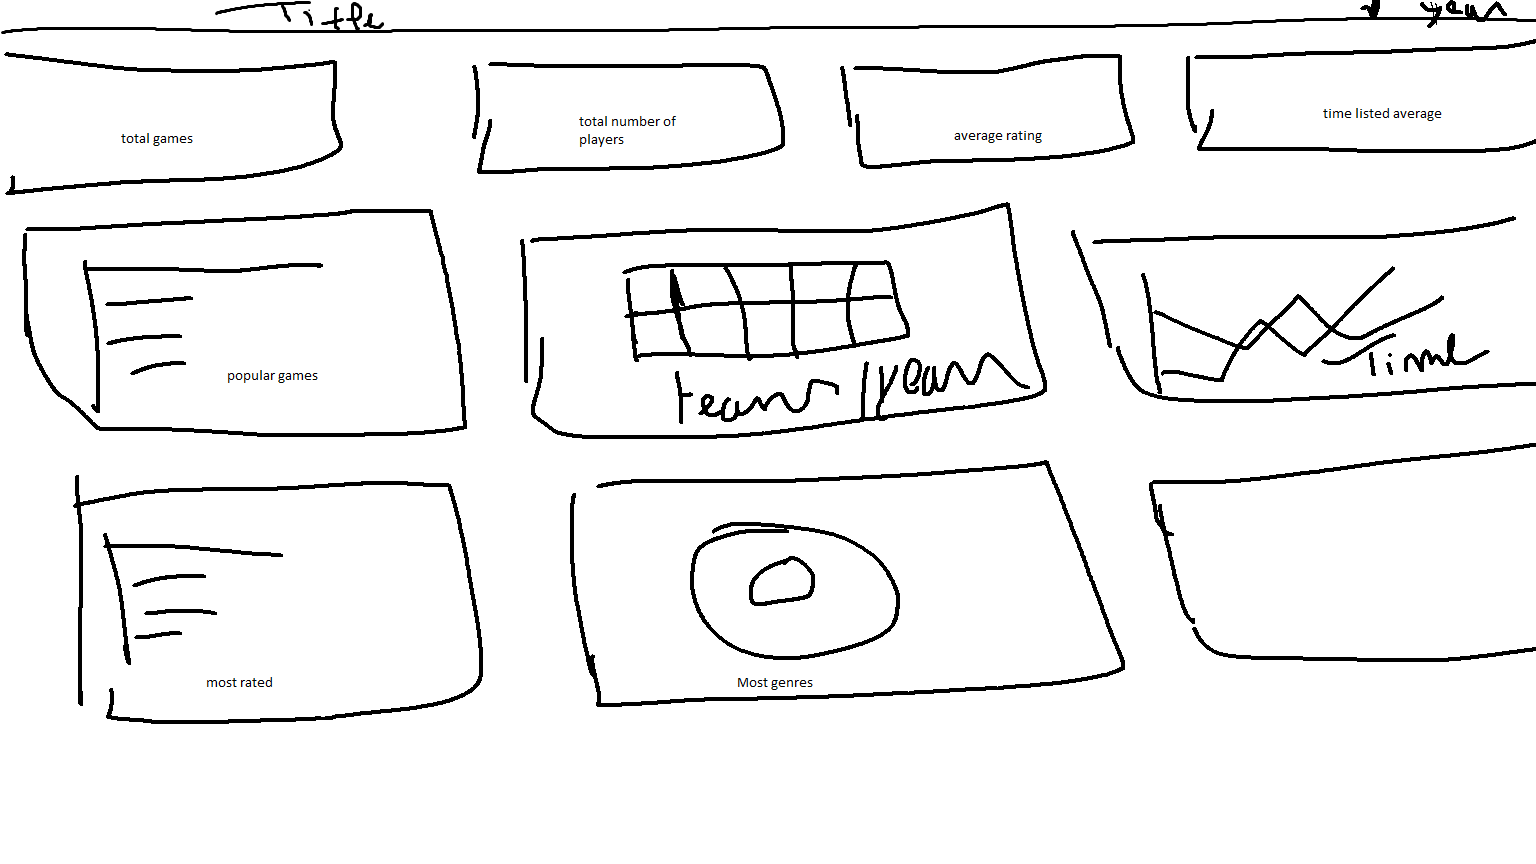 Title
year
total games
total number of
players
average rating
time listed average
popular games
team/year
Time
most rated
Most genres